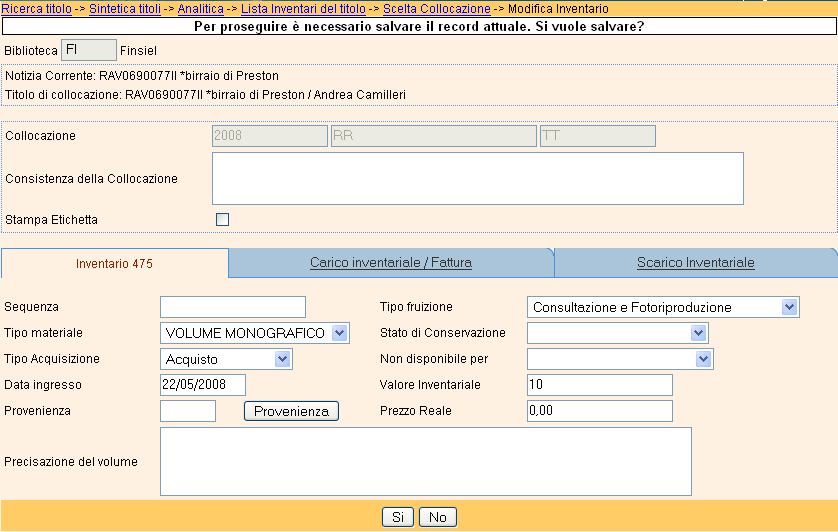 Ricerca titolo -> Sintetica titoli -> Analitica -> Lista Inventari del titolo -> Scelta Collocazione -> Modifica Inventario
Per proseguire è necessario salvare il record attuale. Si vuole salvare?
Biblioteca FI Finsiel
Notizia Corrente: RAV0690077II *birraio di Preston
Titolo di collocazione: RAV0690077II *birraio di Preston / Andrea Camilleri
Collocazione 2008 RR TT
Consistenza della Collocazione
Stampa Etichetta
Inventario 475 Carico inventariale / Fattura Scarico Inventariale
Sequenza Tipo fruizione Consultazione e Fotoriproduzione
Tipo materiale VOLUME MONOGRAFICO Stato di Conservazione
Tipo Acquisizione Acquisto Non disponibile per
Data ingresso 22/05/2008 Valore Inventariale 10
Provenienza Provenienza Prezzo Reale 0,00
Precisazione del volume
Si No